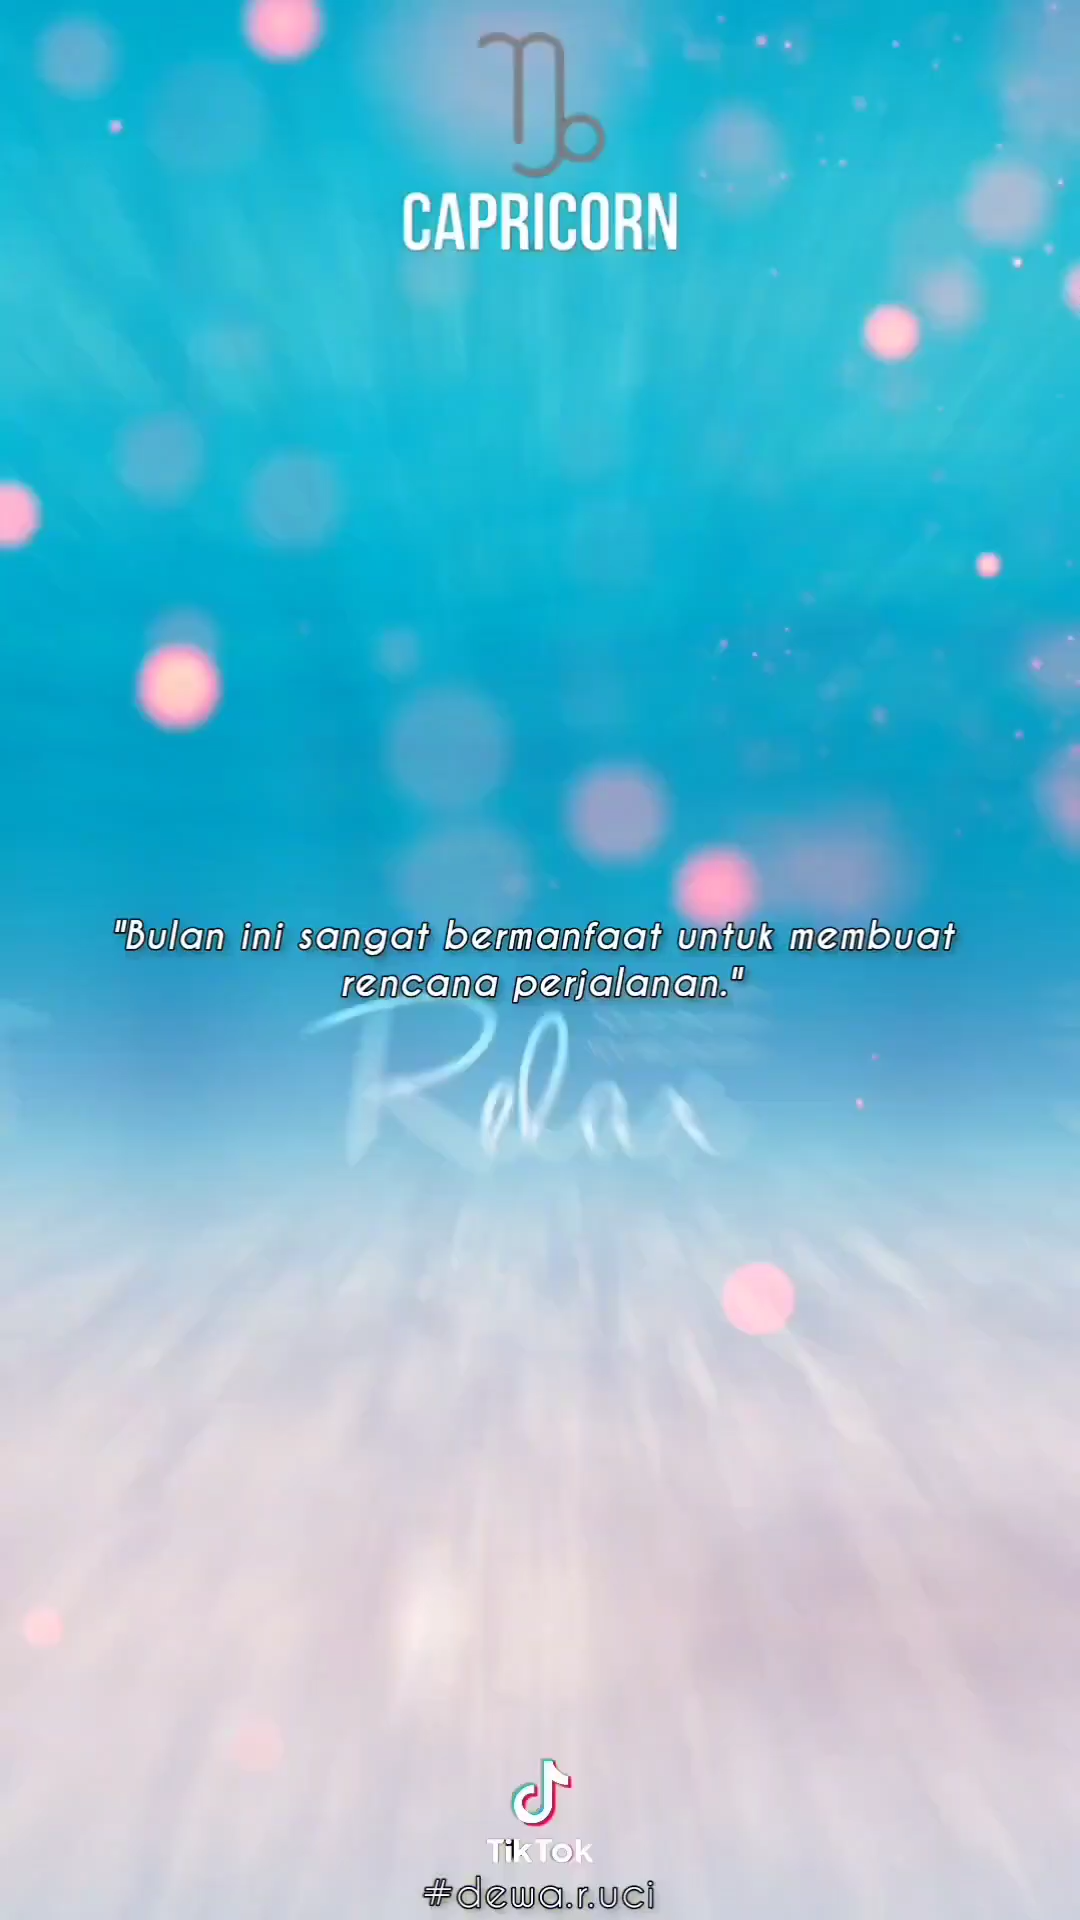 CAPRICORN
"Bulan ini sangat bermanfaat untuk membuat
rencana perjalanan."
Relax
TikTok
#dewa.r.uci